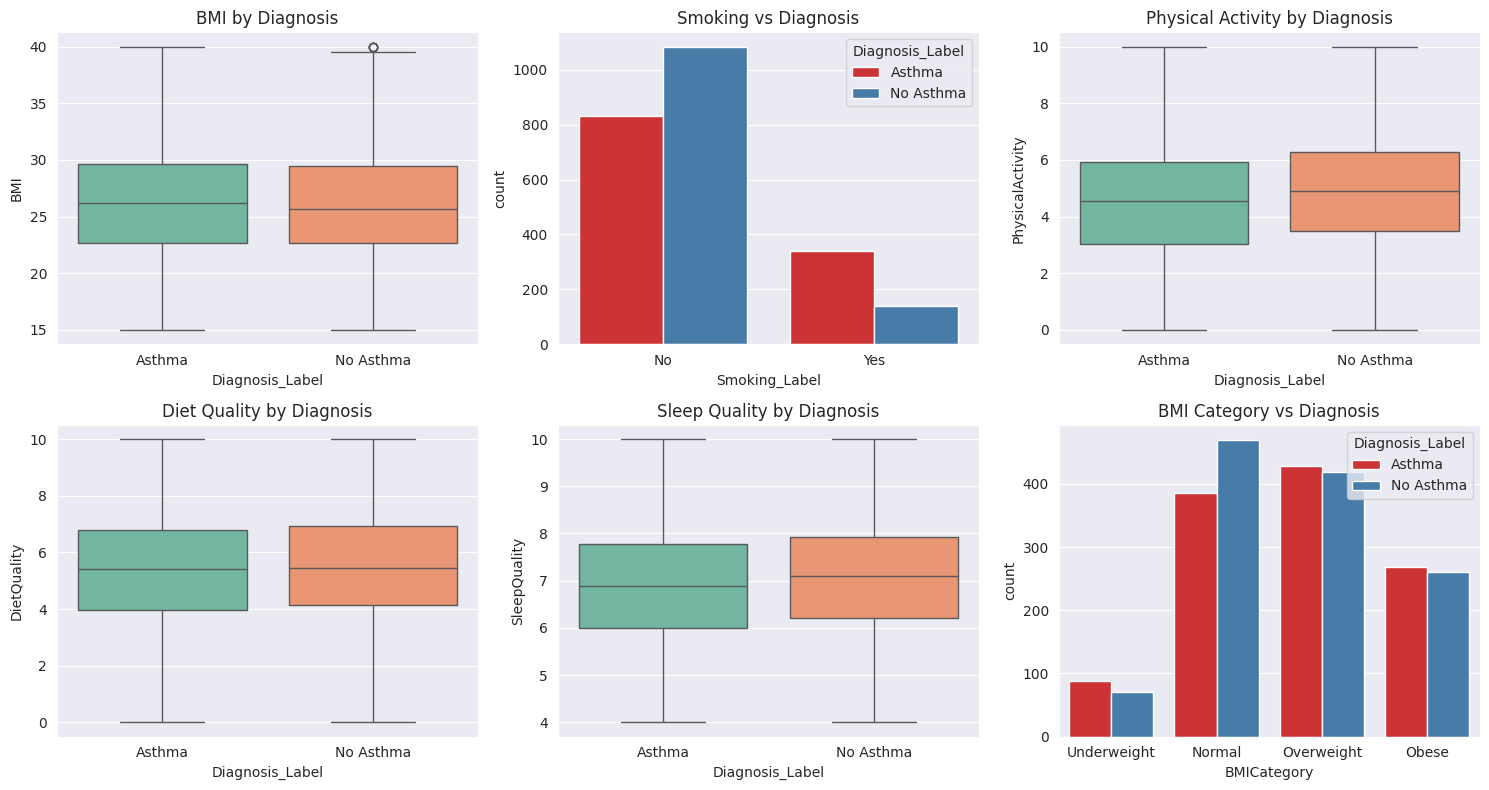 BMI by Diagnosis
40
35
30
25
20
15
BMI
Asthma
No Asthma
Diagnosis_Label
Smoking vs Diagnosis
Diagnosis_Label
Asthma
No Asthma
1000
800
600
400
200
0
count
No
Yes
Smoking_Label
Physical Activity by Diagnosis
10
8
6
4
2
0
PhysicalActivity
Asthma
No Asthma
Diagnosis_Label
Diet Quality by Diagnosis
10
8
6
4
2
0
DietQuality
Asthma
No Asthma
Diagnosis_Label
Sleep Quality by Diagnosis
10
9
8
7
6
5
4
SleepQuality
Asthma
No Asthma
Diagnosis_Label
BMI Category vs Diagnosis
Diagnosis_Label
Asthma
No Asthma
400
300
200
100
0
count
Underweight
Normal
Overweight
Obese
BMICategory